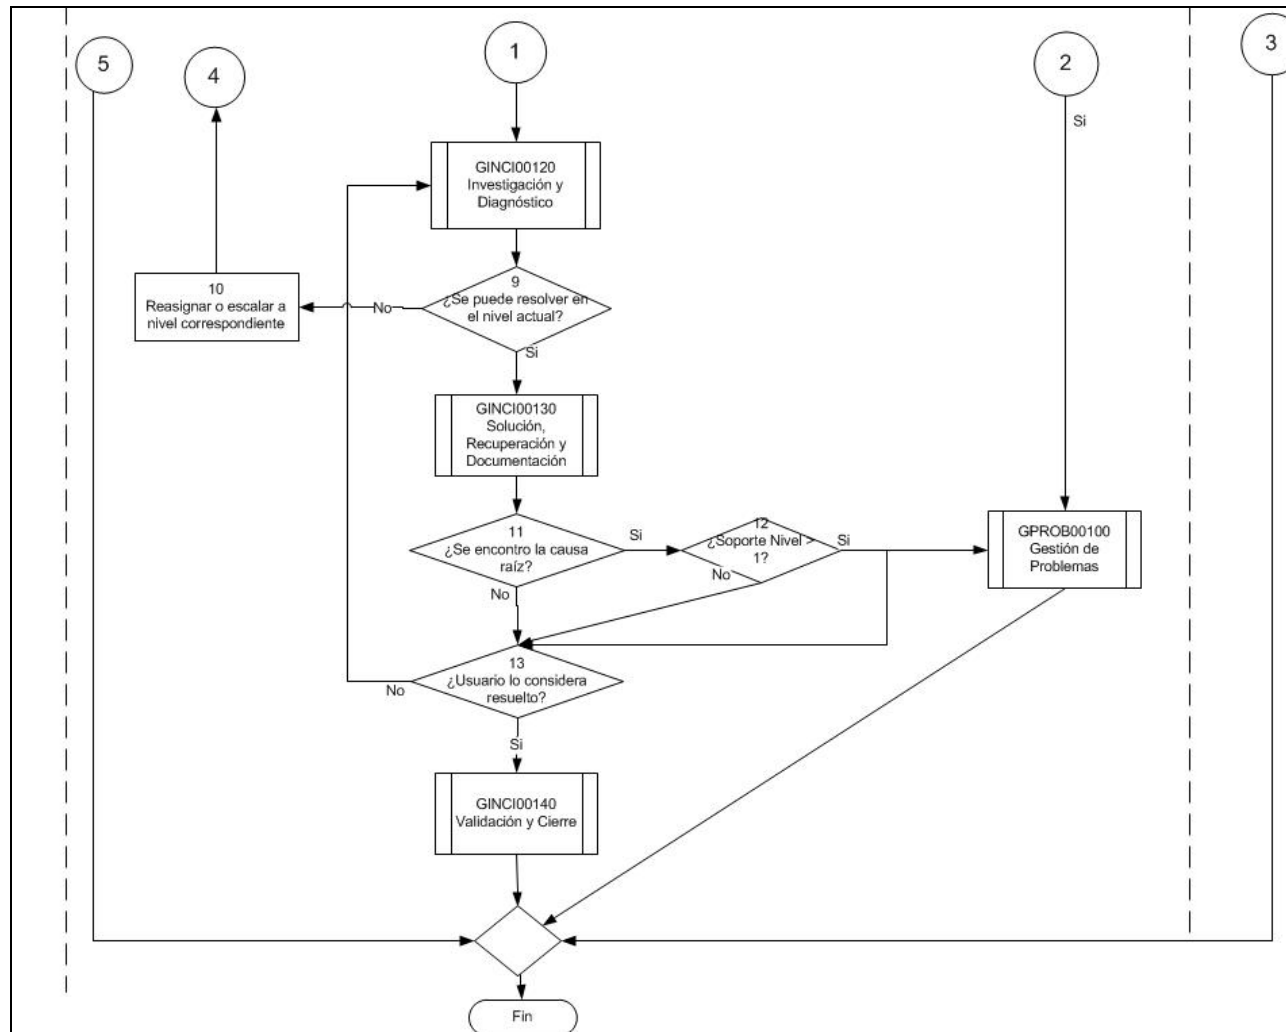 5
4
1
2
3
Si
GINCI00120
Investigación y
Diagnóstico
10
Reasignar o escalar a
nivel correspondiente
No
9
¿Se puede resolver en
el nivel actual?
Si
GINCI00130
Solución,
Recuperación y
Documentación
11
¿Se encontro la causa
raíz?
Si
No
12
¿Soporte Nivel >
1?
Si
No
GPROB00100
Gestión de
Problemas
13
¿Usuario lo considera
resuelto?
No
Si
GINCI00140
Validación y Cierre
Fin